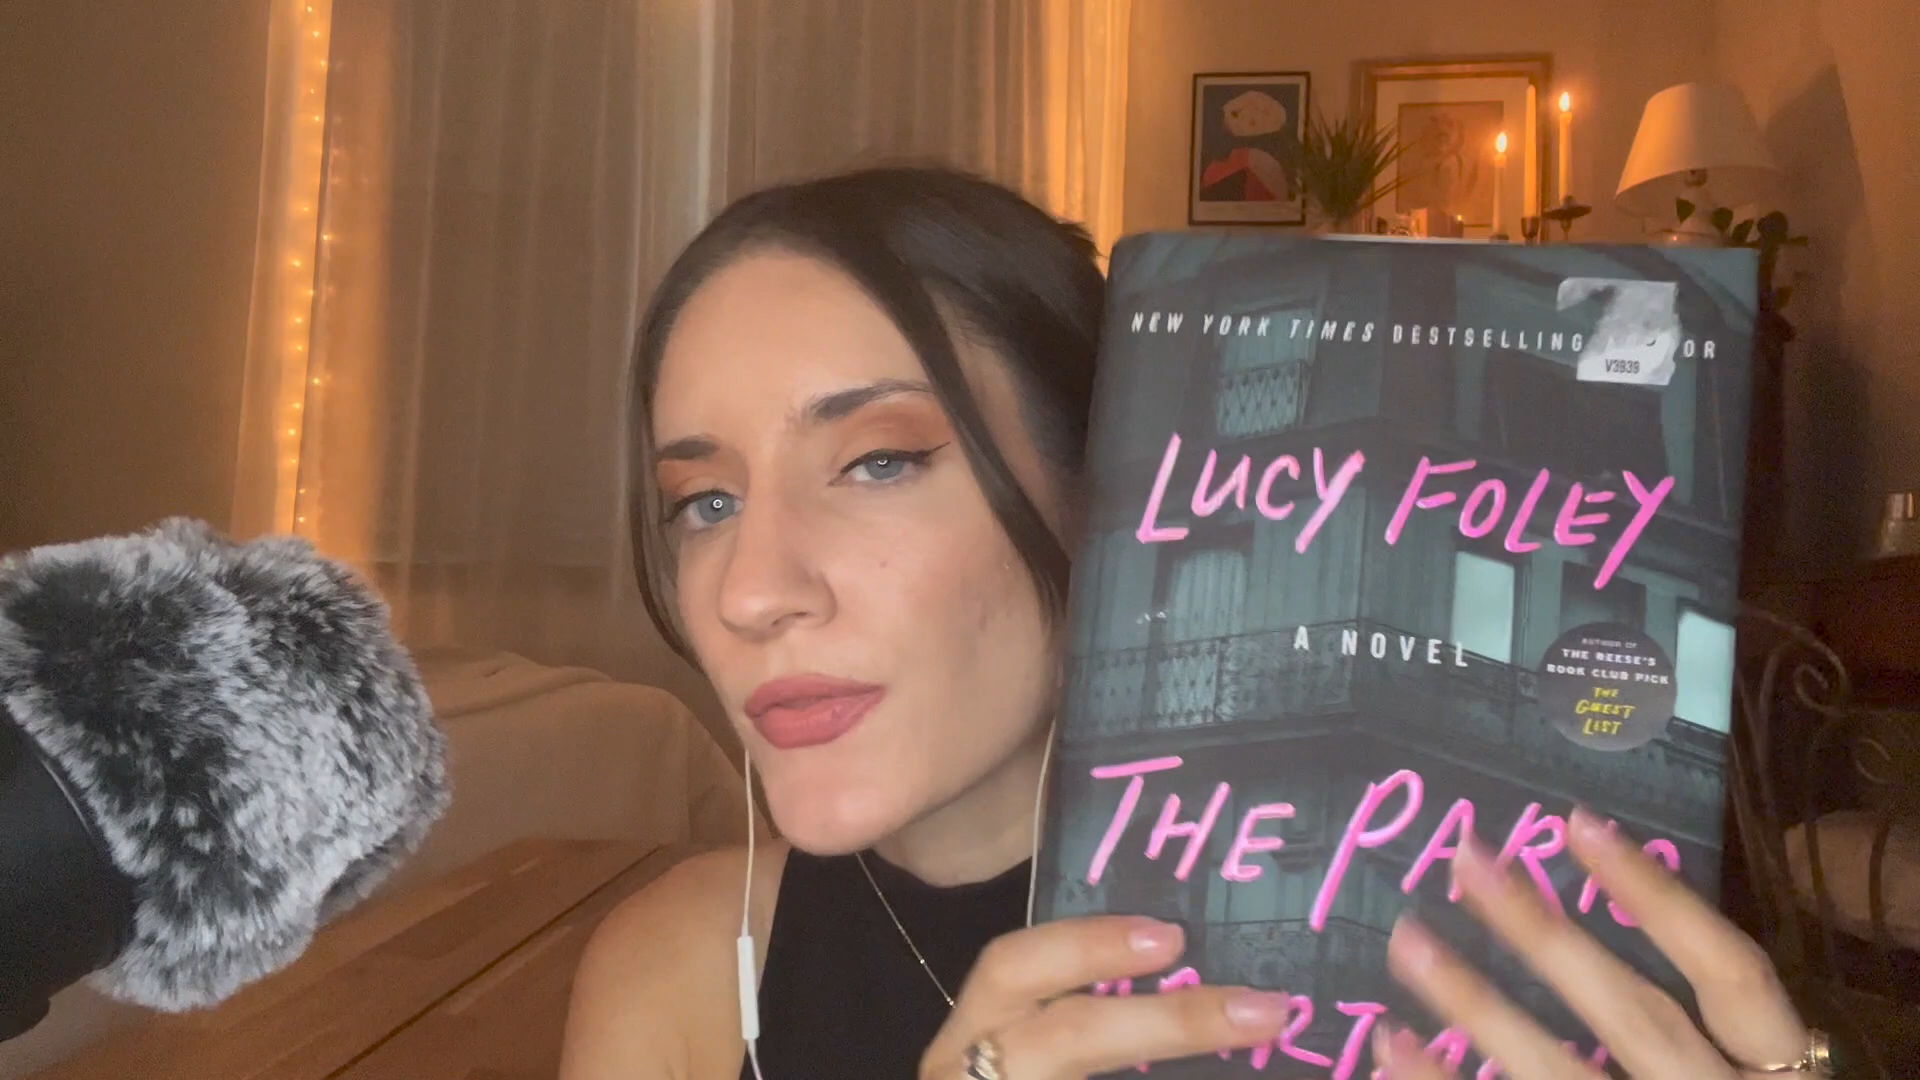 NEW YORK TIMES BESTSELLING
V3939
LUCY FOLEY
A NOVEL
AUTHOR OF
THE REESE'S
BOOK CLUB PICK
THE
GUEST
LIST
THE PARIS